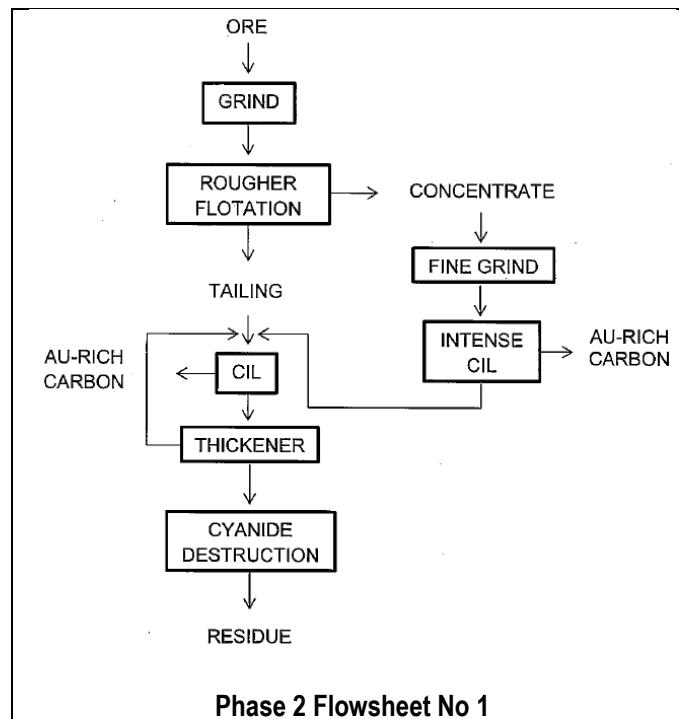 ORE
GRIND
ROUGHER
FLOTATION
CONCENTRATE
FINE GRIND
TAILING
INTENSE
CIL
AU-RICH
CARBON
AU-RICH
CARBON
CIL
THICKENER
CYANIDE
DESTRUCTION
RESIDUE
Phase 2 Flowsheet No 1